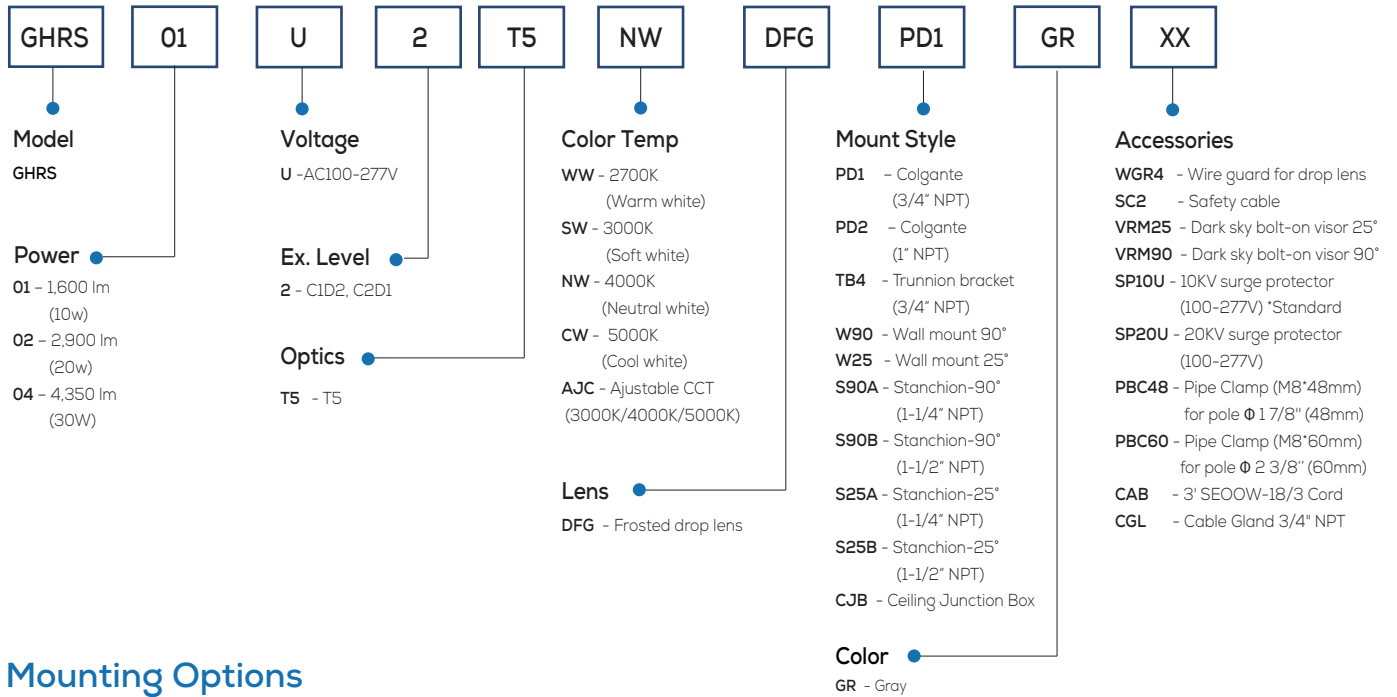 GHRS 01 U 2 T5 NW DFG PD1 GR XX
Model
GHRS
Power
01 – 1,600 lm
(10w)
02 – 2,900 lm
(20w)
04 – 4,350 lm
(30W)
Voltage
U -AC100-277V
Ex. Level
2 - C1D2, C2D1
Optics
T5 - T5
Color Temp
WW - 2700K
(Warm white)
SW - 3000K
(Soft white)
NW - 4000K
(Neutral white)
CW - 5000K
(Cool white)
AJC - Ajustable CCT
(3000K/4000K/5000K)
Lens
DFG - Frosted drop lens
Mount Style
PD1 – Colgante
(3/4" NPT)
PD2 – Colgante
(1" NPT)
TB4 - Trunnion bracket
(3/4" NPT)
W90 - Wall mount 90°
W25 - Wall mount 25°
S90A - Stanchion-90°
(1-1/4" NPT)
S90B - Stanchion-90°
(1-1/2" NPT)
S25A - Stanchion-25°
(1-1/4" NPT)
S25B - Stanchion-25°
(1-1/2" NPT)
CJB - Ceiling Junction Box
Color
GR - Gray
Accessories
WGR4 - Wire guard for drop lens
SC2 - Safety cable
VRM25 - Dark sky bolt-on visor 25°
VRM90 - Dark sky bolt-on visor 90°
SP10U - 10KV surge protector
(100-277V) *Standard
SP20U - 20KV surge protector
(100-277V)
PBC48 - Pipe Clamp (M8*48mm)
for pole Φ 1 7/8" (48mm)
PBC60 - Pipe Clamp (M8*60mm)
for pole Φ 2 3/8'' (60mm)
CAB - 3' SEOOW-18/3 Cord
CGL - Cable Gland 3/4" NPT
Mounting Options